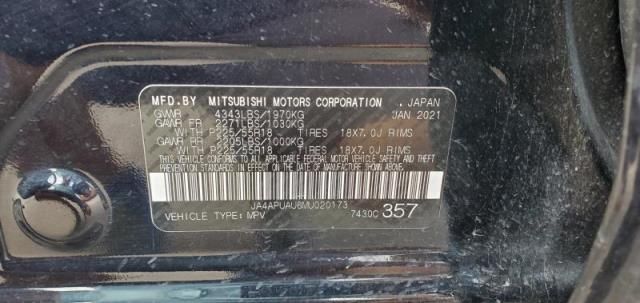 MFD.BY MITSUBISHI MOTORS CORPORATION , JAPAN
GVWR 4343LBS/1970KG JAN 2021
GAWR FR 2271LBS/1030KG
WITH P225/55R18 TIRES 18X7.0J RIMS
GAWR RR 2205LBS/1000KG
WITH P225/55R18 TIRES 18X7.0J RIMS
THIS VEHICLE CONFORMS TO ALL APPLICABLE FEDERAL MOTOR VEHICLE
SAFETY AND THEFT PREVENTION STANDARDS IN EFFECT ON THE
DATE OF MANUFACTURE SHOWN ABOVE.
JA4APUAU8MU020173
VEHICLE TYPE: MPV 7430C 357